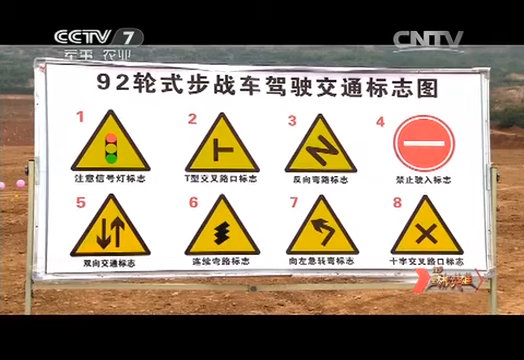 CCTV 7
军事 农业
CNTV
92轮式步战车驾驶交通标志图
1
2
3
4
注意信号灯标志
T型交叉路口标志
反向弯路标志
禁止驶入标志
5
6
7
8
双向交通标志
连续弯路标志
向左急转弯标志
十字交叉路口标志